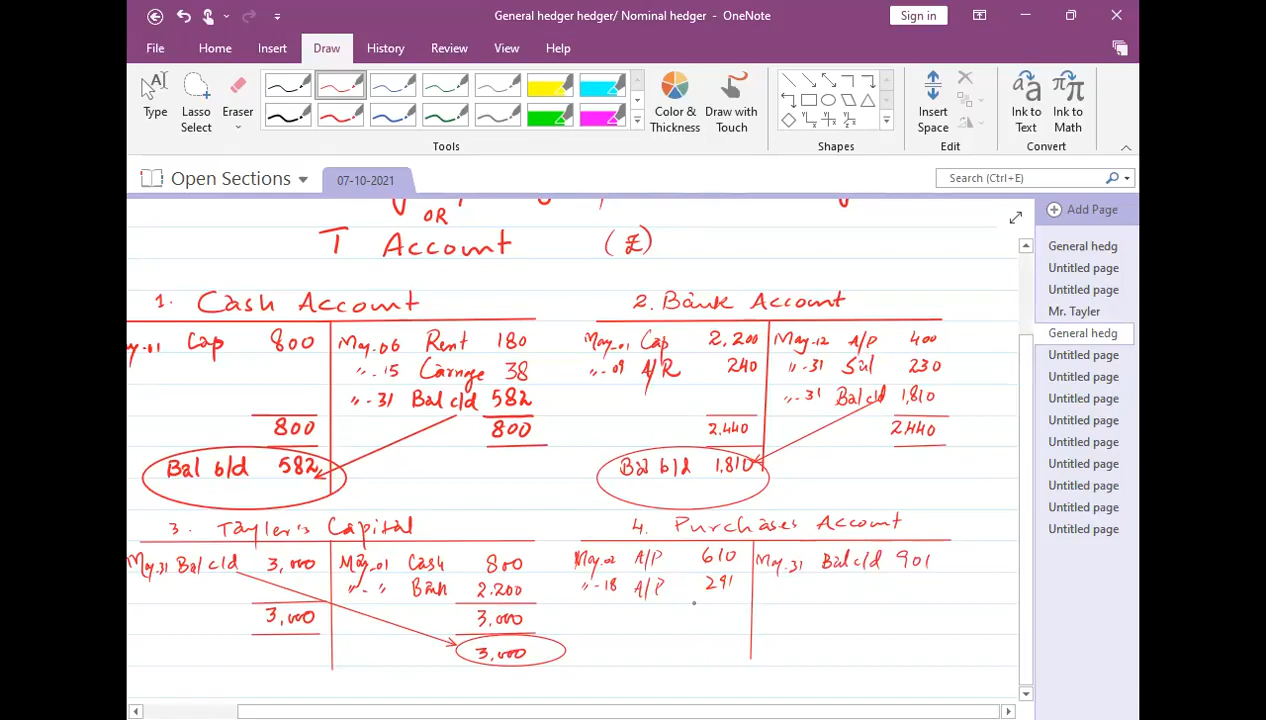 General hedger hedger/ Nominal hedger - OneNote
Sign in
File Home Insert Draw History Review View Help
Type
Lasso Select
Eraser
Color & Thickness
Draw with Touch
Insert Space
Ink to Text
Ink to Math
Tools
Shapes
Edit
Convert
Open Sections
07-10-2021
Search (Ctrl+E)
Add Page
General hedg
Untitled page
Untitled page
Mr. Tayler
General hedg
Untitled page
Untitled page
Untitled page
Untitled page
Untitled page
Untitled page
Untitled page
Untitled page
Untitled page
OR
T Account (£)
1. Cash Account
Cap 800 May.06 Rent 180
"-15 Carriage 38
"-31 Bal c/d 582
800 800
Bal b/d 582
2. Bank Account
May.01 Cap 2,200 May.12 A/P 400
"-09 A/R 240 "-31 Sal 230
"-31 Bal c/d 1,810
2,440 2,440
Bal b/d 1,810
3. Tayler's Capital
May.31 Bal c/d 3,000 May.01 Cash 800
" - " Bank 2,200
3,000 3,000
3,000
4. Purchases Account
May.02 A/P 610 May.31 Bal c/d 901
"-18 A/P 291